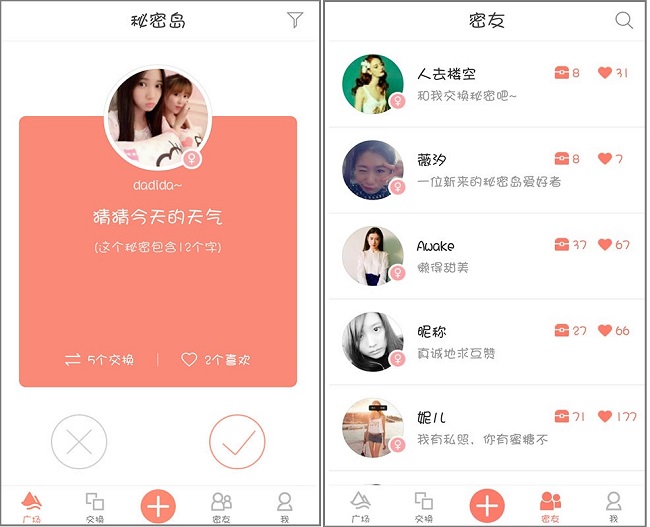 秘密岛
dadida~
猜猜今天的天气
(这个秘密包含12个字)
5个交换
2个喜欢
广场
交换
密友
我
密友
人去楼空
8
31
和我交换秘密吧~
薇汐
8
7
一位新来的秘密岛爱好者
Awake
37
67
懒得甜美
昵称
27
66
真诚地求互赞
妮儿
71
177
我有私照，你有蜜糖不
广场
交换
密友
我